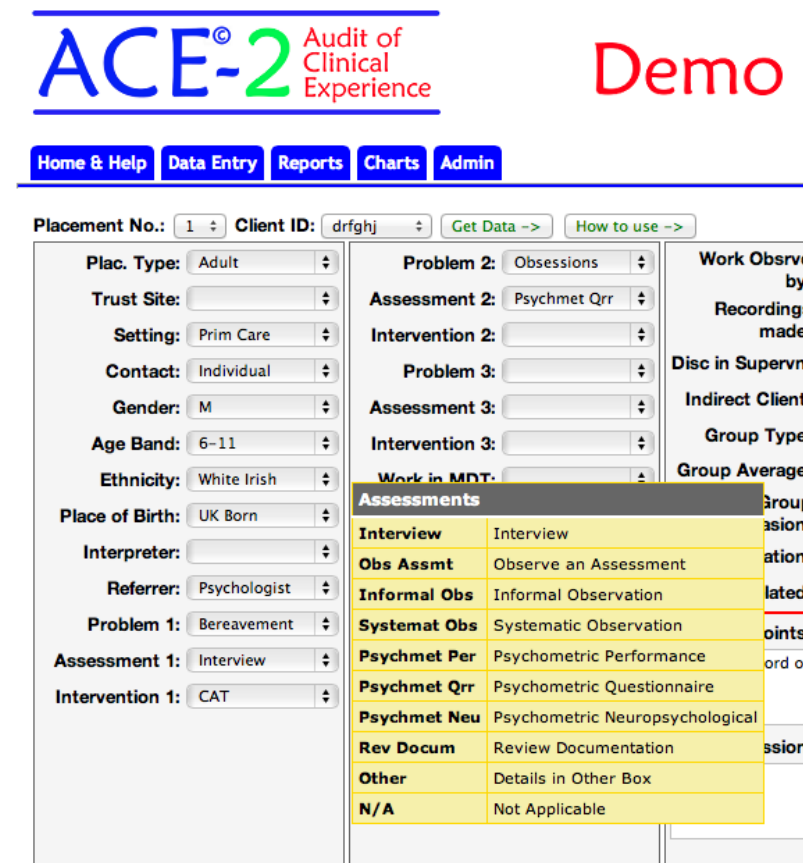 ACE©~2 Audit of
Clinical
Experience
Demo
Home & Help Data Entry Reports Charts Admin
Placement No.: 1 Client ID: drfghj Get Data -> How to use ->
Plac. Type: Adult
Trust Site:
Setting: Prim Care
Contact: Individual
Gender: M
Age Band: 6-11
Ethnicity: White Irish
Place of Birth: UK Born
Interpreter:
Referrer: Psychologist
Problem 1: Bereavement
Assessment 1: Interview
Intervention 1: CAT
Problem 2: Obsessions
Assessment 2: Psychmet Qrr
Intervention 2:
Problem 3:
Assessment 3:
Intervention 3:
Work in MDT:
Assessments
Interview Interview
Obs Assmt Observe an Assessment
Informal Obs Informal Observation
Systemat Obs Systematic Observation
Psychmet Per Psychometric Performance
Psychmet Qrr Psychometric Questionnaire
Psychmet Neu Psychometric Neuropsychological
Rev Docum Review Documentation
Other Details in Other Box
N/A Not Applicable
Work Obsrve
by
Recordings
made
Disc in Supervn
Indirect Client
Group Type
Group Average